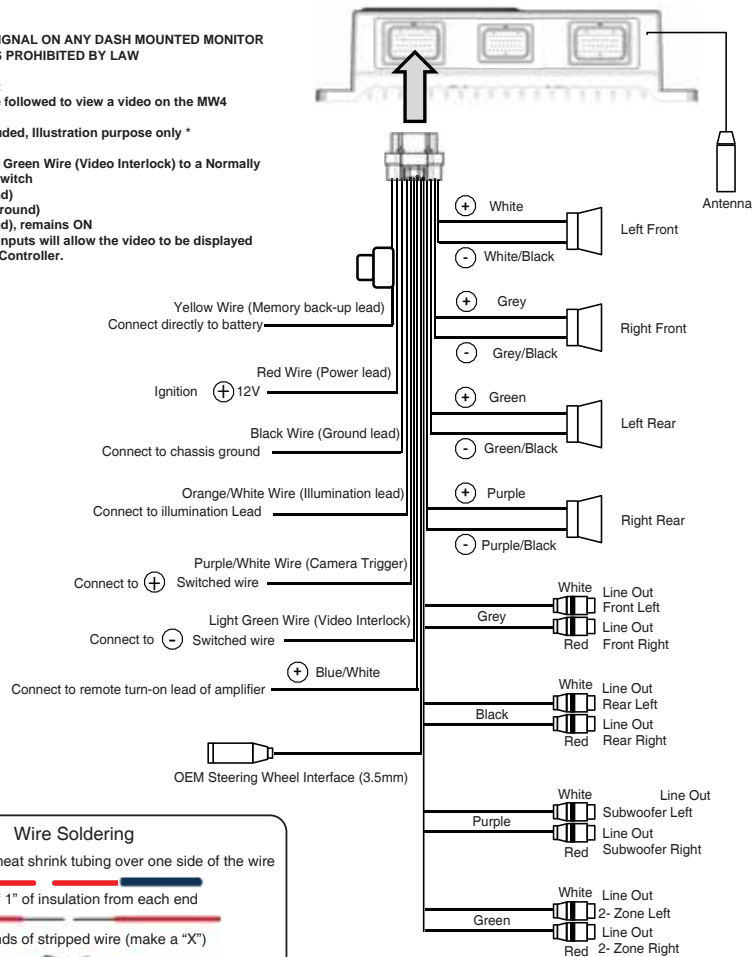 IGNAL ON ANY DASH MOUNTED MONITOR
S PROHIBITED BY LAW
:
e followed to view a video on the MW4
uded, Illustration purpose only *
Green Wire (Video Interlock) to a Normally
witch
nd)
round)
nd), remains ON
nputs will allow the video to be displayed
Controller.
Antenna
+ White
Left Front
- White/Black
+ Grey
Right Front
- Grey/Black
+ Green
Left Rear
- Green/Black
+ Purple
Right Rear
- Purple/Black
Yellow Wire (Memory back-up lead)
Connect directly to battery
Red Wire (Power lead)
Ignition + 12V
Black Wire (Ground lead)
Connect to chassis ground
Orange/White Wire (Illumination lead)
Connect to illumination Lead
Purple/White Wire (Camera Trigger)
Connect to + Switched wire
Light Green Wire (Video Interlock)
Connect to - Switched wire
+ Blue/White
Connect to remote turn-on lead of amplifier
OEM Steering Wheel Interface (3.5mm)
White Line Out
Front Left
Grey
Line Out
Red Front Right
White Line Out
Rear Left
Black
Line Out
Red Rear Right
White Line Out
Subwoofer Left
Purple
Line Out
Red Subwoofer Right
White Line Out
2- Zone Left
Green
Line Out
Red 2- Zone Right
Wire Soldering
heat shrink tubing over one side of the wire
1” of insulation from each end
nds of stripped wire (make a “X”)